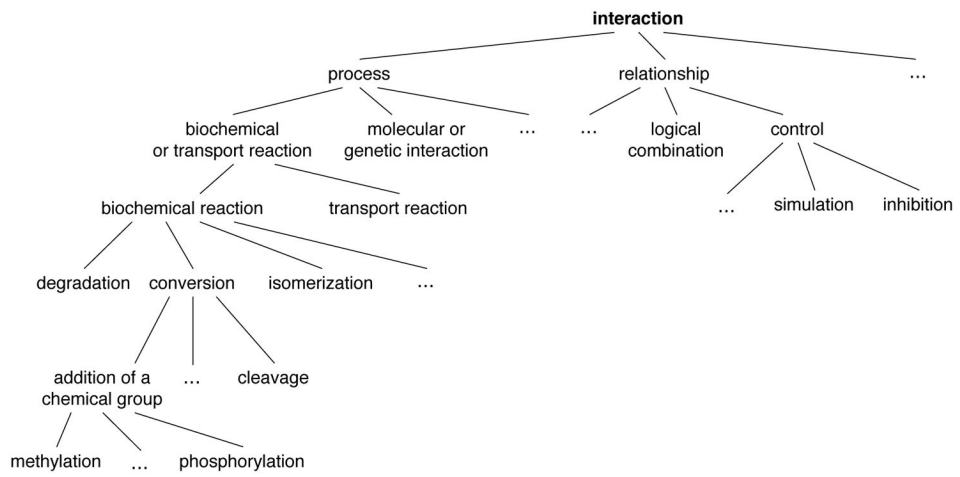 interaction
process
relationship
...
biochemical
or transport reaction
molecular or
genetic interaction
...
...
logical
combination
control
biochemical reaction
transport reaction
...
simulation
inhibition
degradation
conversion
isomerization
...
addition of a
chemical group
...
cleavage
methylation
...
phosphorylation